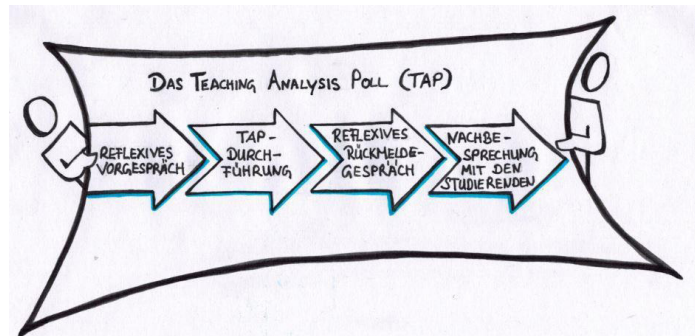 DAS TEACHING ANALYSIS POLL (TAP)
REFLEXIVES
VORGESPRÄCH
TAP-
DURCH-
FÜHRUNG
REFLEXIVES
RÜCKMELDE-
GESPRÄCH
NACHBE-
SPRECHUNG
MIT DEN
STUDIERENDEN